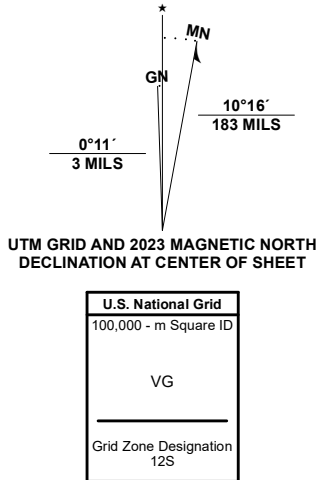 ★
MN
GN
0°11´
3 MILS
10°16´
183 MILS
UTM GRID AND 2023 MAGNETIC NORTH
DECLINATION AT CENTER OF SHEET
U.S. National Grid
100,000 - m Square ID
VG
Grid Zone Designation
12S